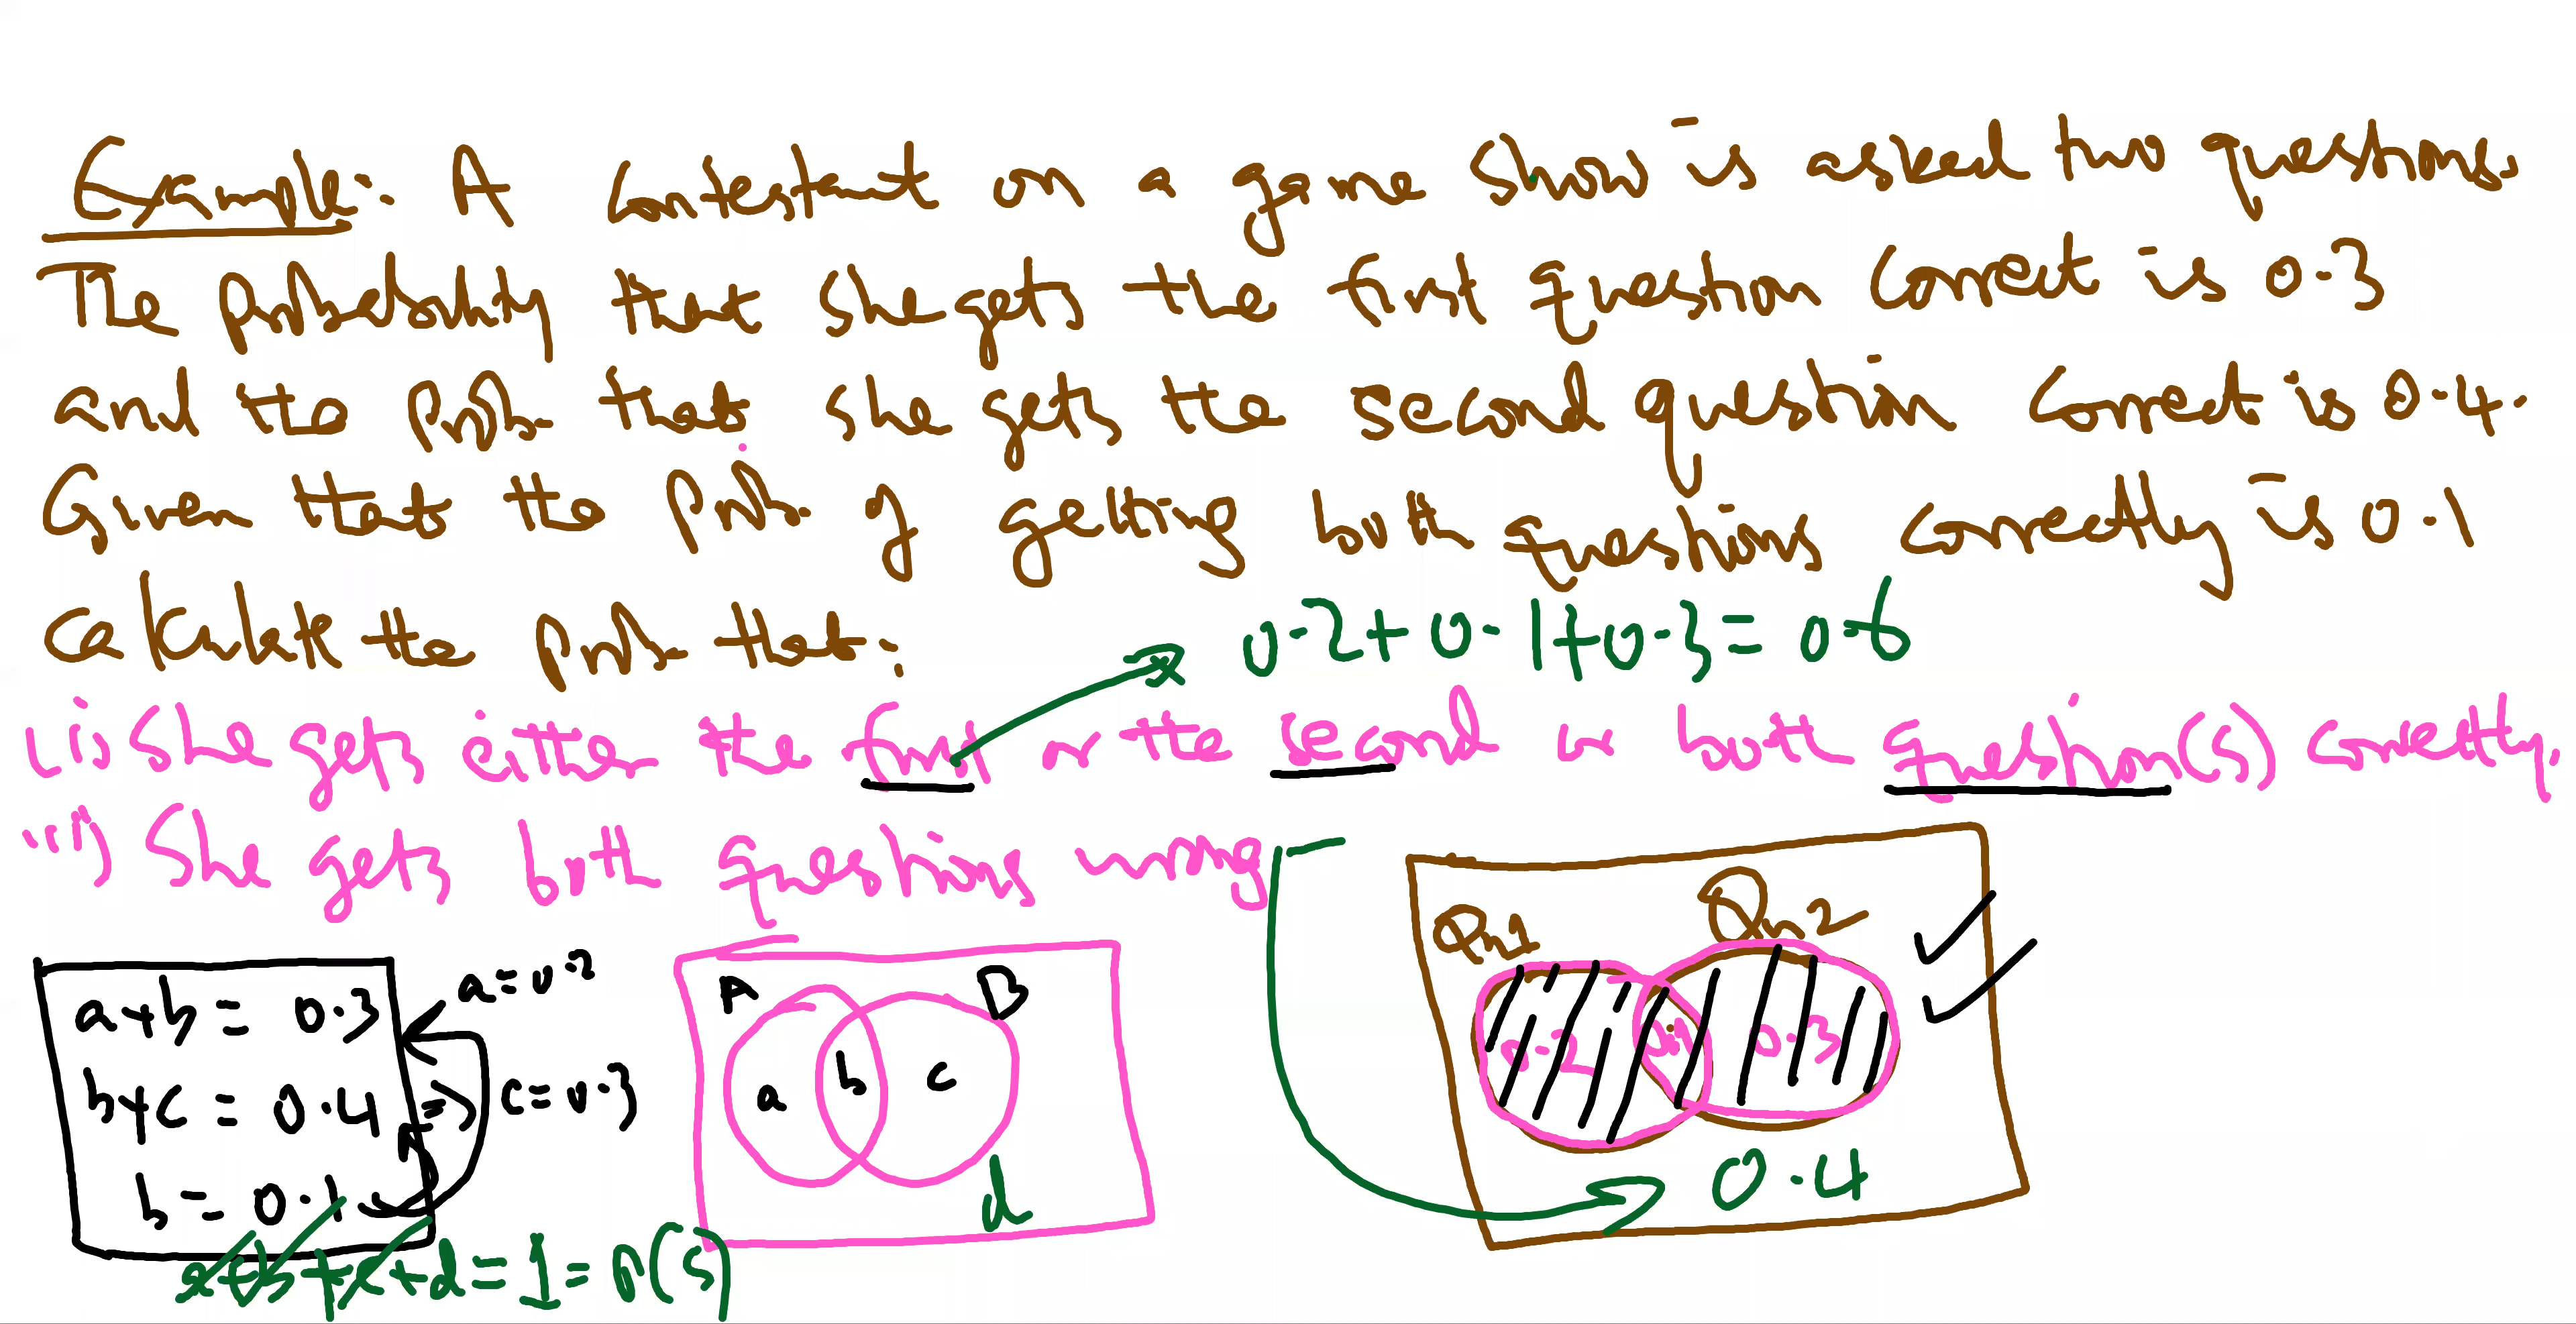 Example:- A contestant on a game show is asked two questions.
The probability that she gets the first question correct is 0.3
and the prob. that she gets the second question correct is 0.4.
Given that the prob. of getting both questions correctly is 0.1
calculate the prob. that:
0.2+0.1+0.3=0.6
(i) She gets either the first or the second or both question(s) correctly.
(ii) She gets both questions wrong
a+b = 0.3
a=0.2
b+c = 0.4 => c=0.3
b = 0.1
a+b+c+d=1=P(S)
A B
a b c
d
Qn1 Qn2
0.2 0.1 0.3
0.4